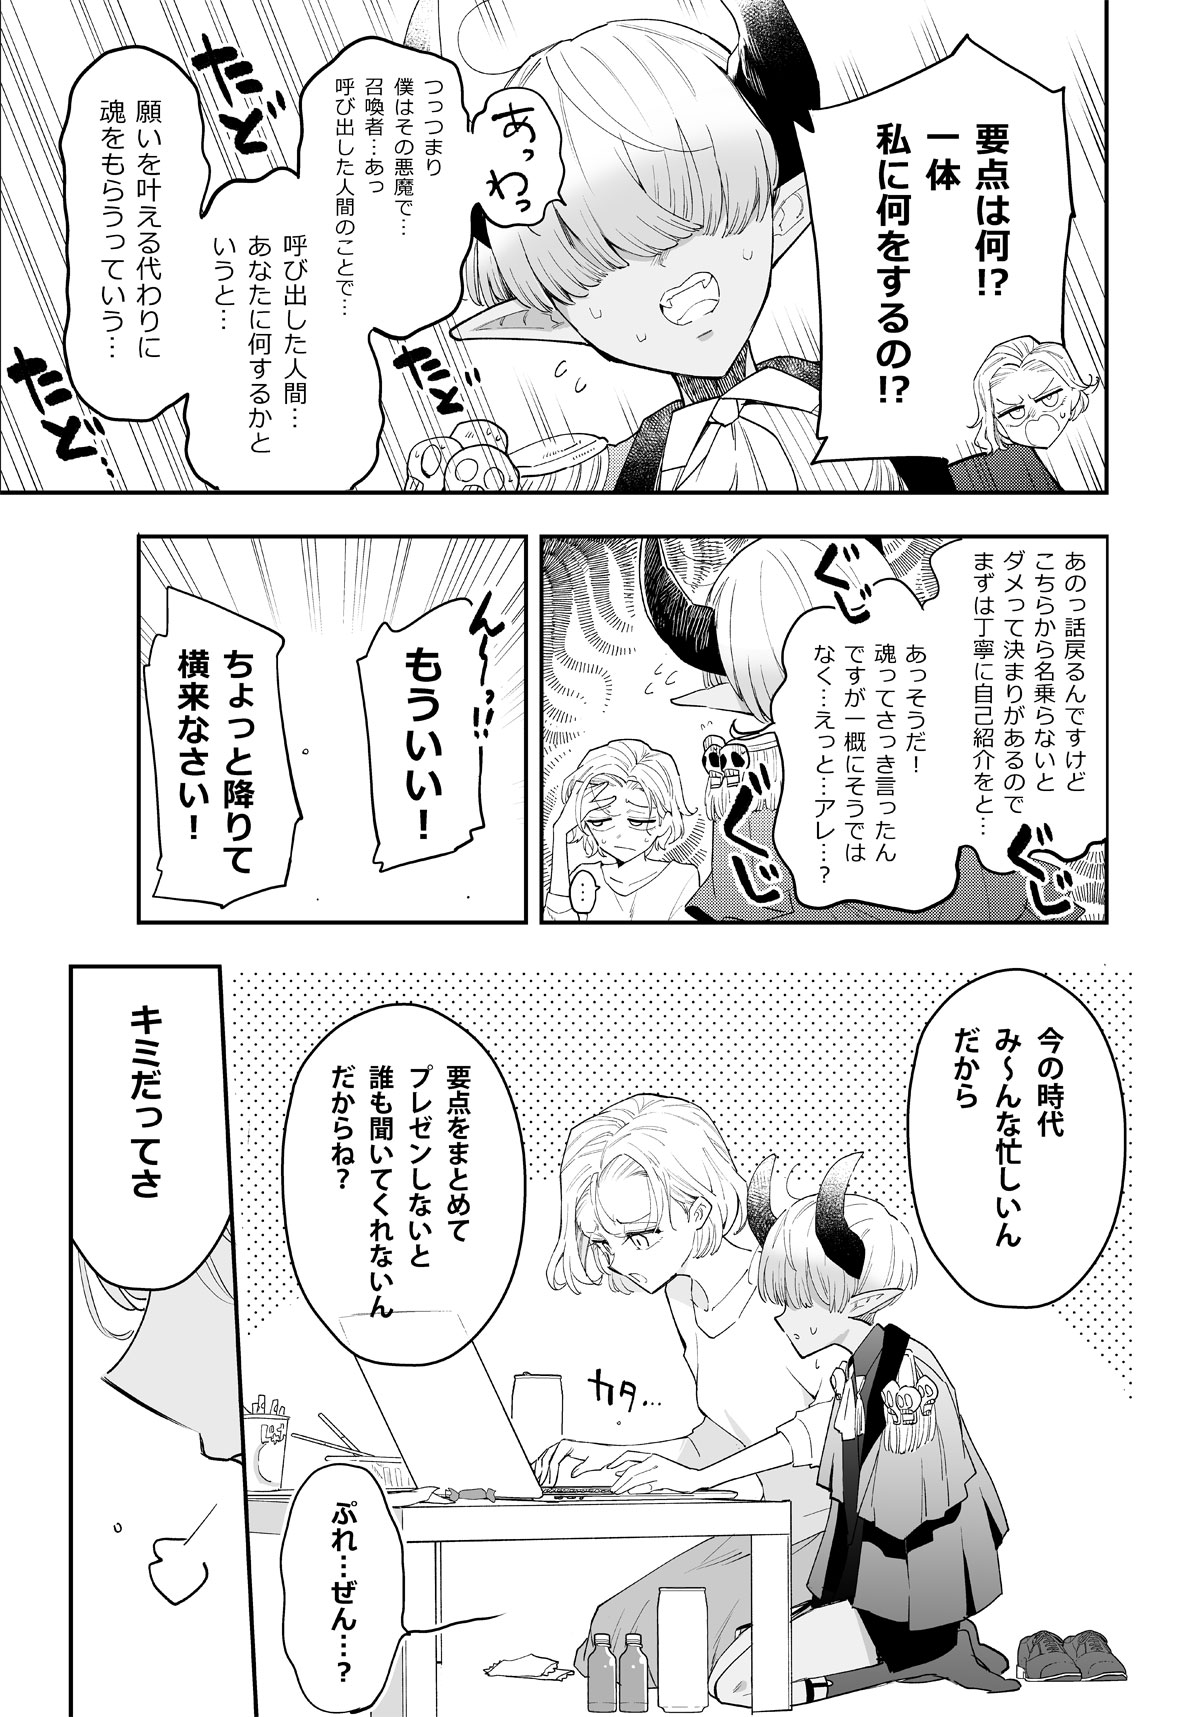 要点は何!?
一体
私に何をするの!?
あっ
わっ
つっつまり
僕はその悪魔で…
召喚者…あっ
呼び出した人間のことで…
呼び出した人間…
あなたに何するかと
いうと…
たどっ
願いを叶える代わりに
魂をもらうっていう…
たどっ
たどっ…
あのっ話戻るんですけど
こちらから名乗らないと
ダメって決まりがあるので
まずは丁寧に自己紹介をと…
ぐじ
ぐじ
ぐじ
あっそうだ！
魂ってさっき言ったん
ですが一概にそうでは
なく…えっと…アレ…？
…
ん〜っ!!
もういい！
ちょっと降りて
横来なさい！
今の時代
み〜んな忙しいん
だから
要点をまとめて
プレゼンしないと
誰も聞いてくれないん
だからね？
カタ…
ぷれ…ぜん…？
キミだってさ